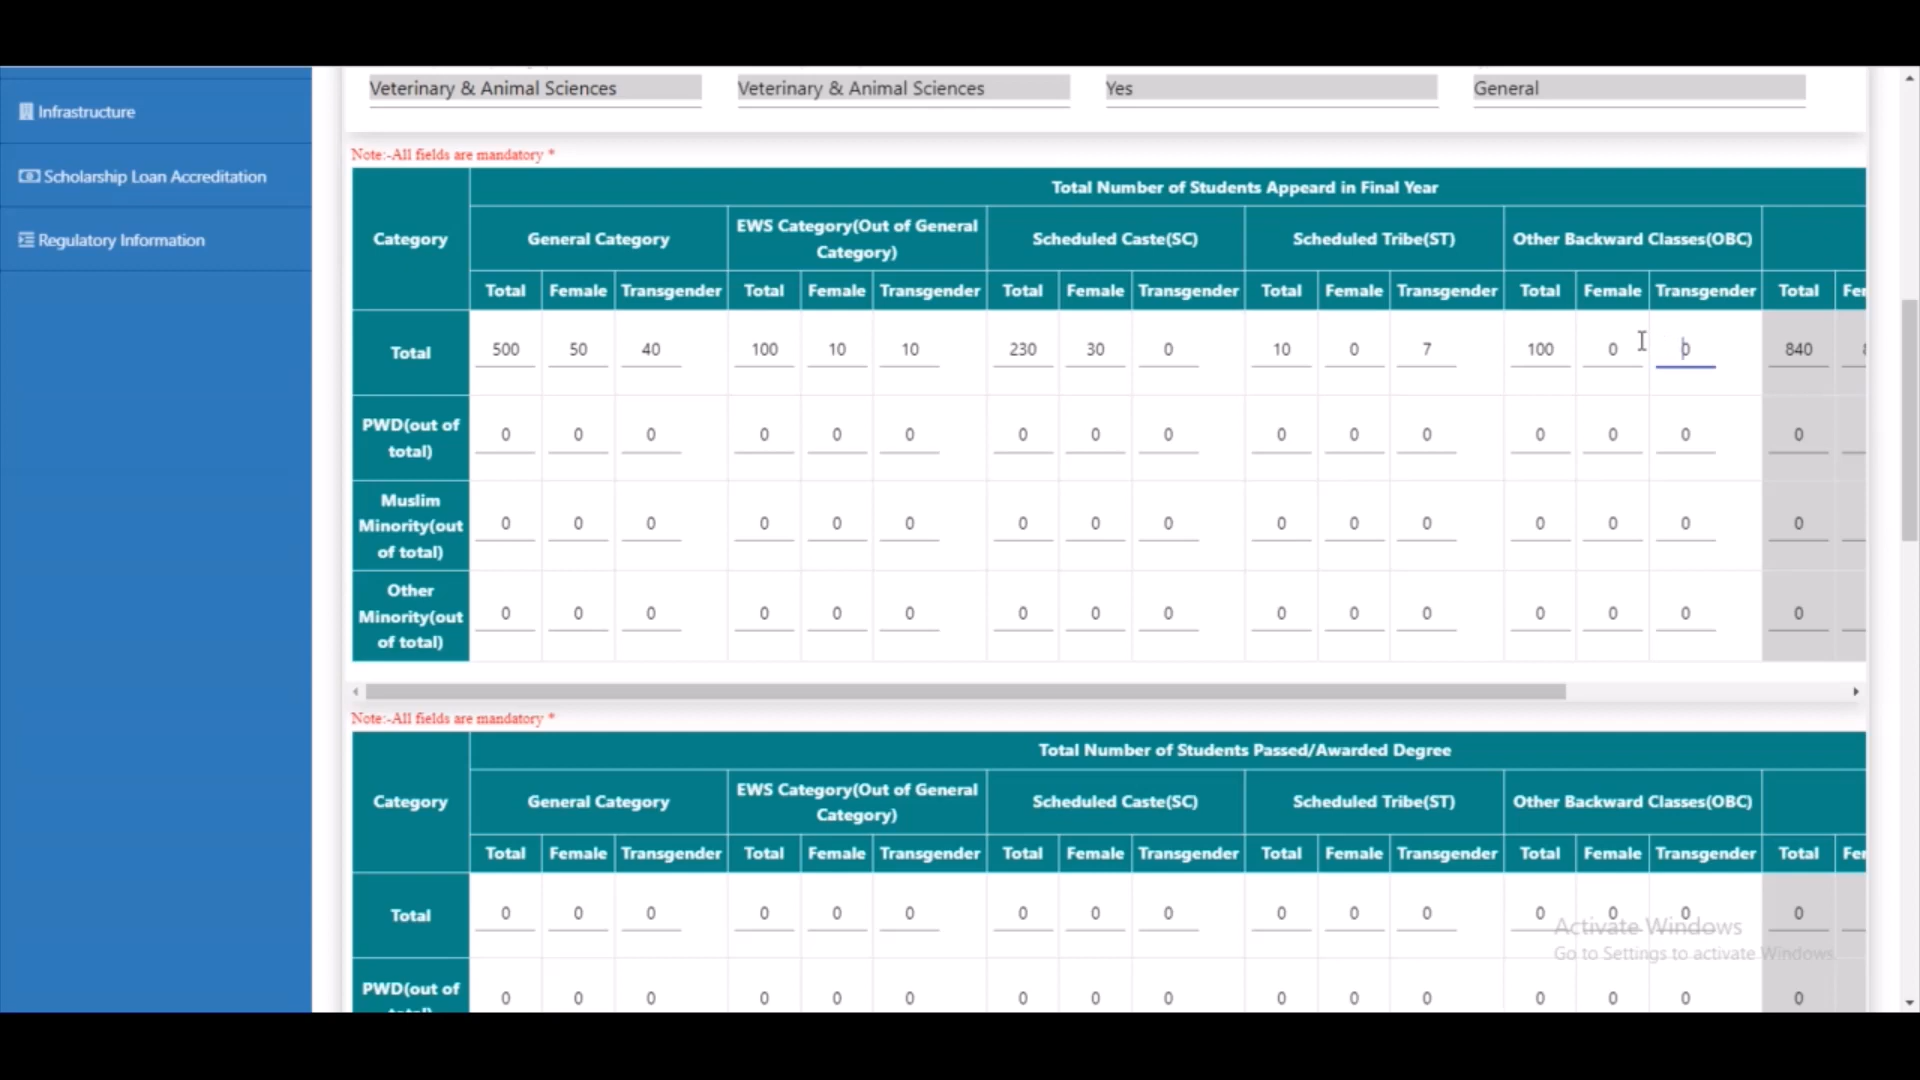 Veterinary & Animal Sciences Veterinary & Animal Sciences Yes General
Infrastructure
Scholarship Loan Accreditation
Regulatory Information
Note:-All fields are mandatory *
Total Number of Students Appeard in Final Year
Category General Category EWS Category(Out of General Category) Scheduled Caste(SC) Scheduled Tribe(ST) Other Backward Classes(OBC)
Total Female Transgender Total Female Transgender Total Female Transgender Total Female Transgender Total Female Transgender Total
Total 500 50 40 100 10 10 230 30 0 10 0 7 100 0 0 840
PWD(out of total) 0 0 0 0 0 0 0 0 0 0 0 0 0 0 0 0
Muslim Minority(out of total) 0 0 0 0 0 0 0 0 0 0 0 0 0 0 0 0
Other Minority(out of total) 0 0 0 0 0 0 0 0 0 0 0 0 0 0 0 0
Note:-All fields are mandatory *
Total Number of Students Passed/Awarded Degree
Category General Category EWS Category(Out of General Category) Scheduled Caste(SC) Scheduled Tribe(ST) Other Backward Classes(OBC)
Total Female Transgender Total Female Transgender Total Female Transgender Total Female Transgender Total Female Transgender Total
Total 0 0 0 0 0 0 0 0 0 0 0 0 0 0 0 0
Activate Windows
Go to Settings to activate Windows.
PWD(out of 0 0 0 0 0 0 0 0 0 0 0 0 0 0 0 0